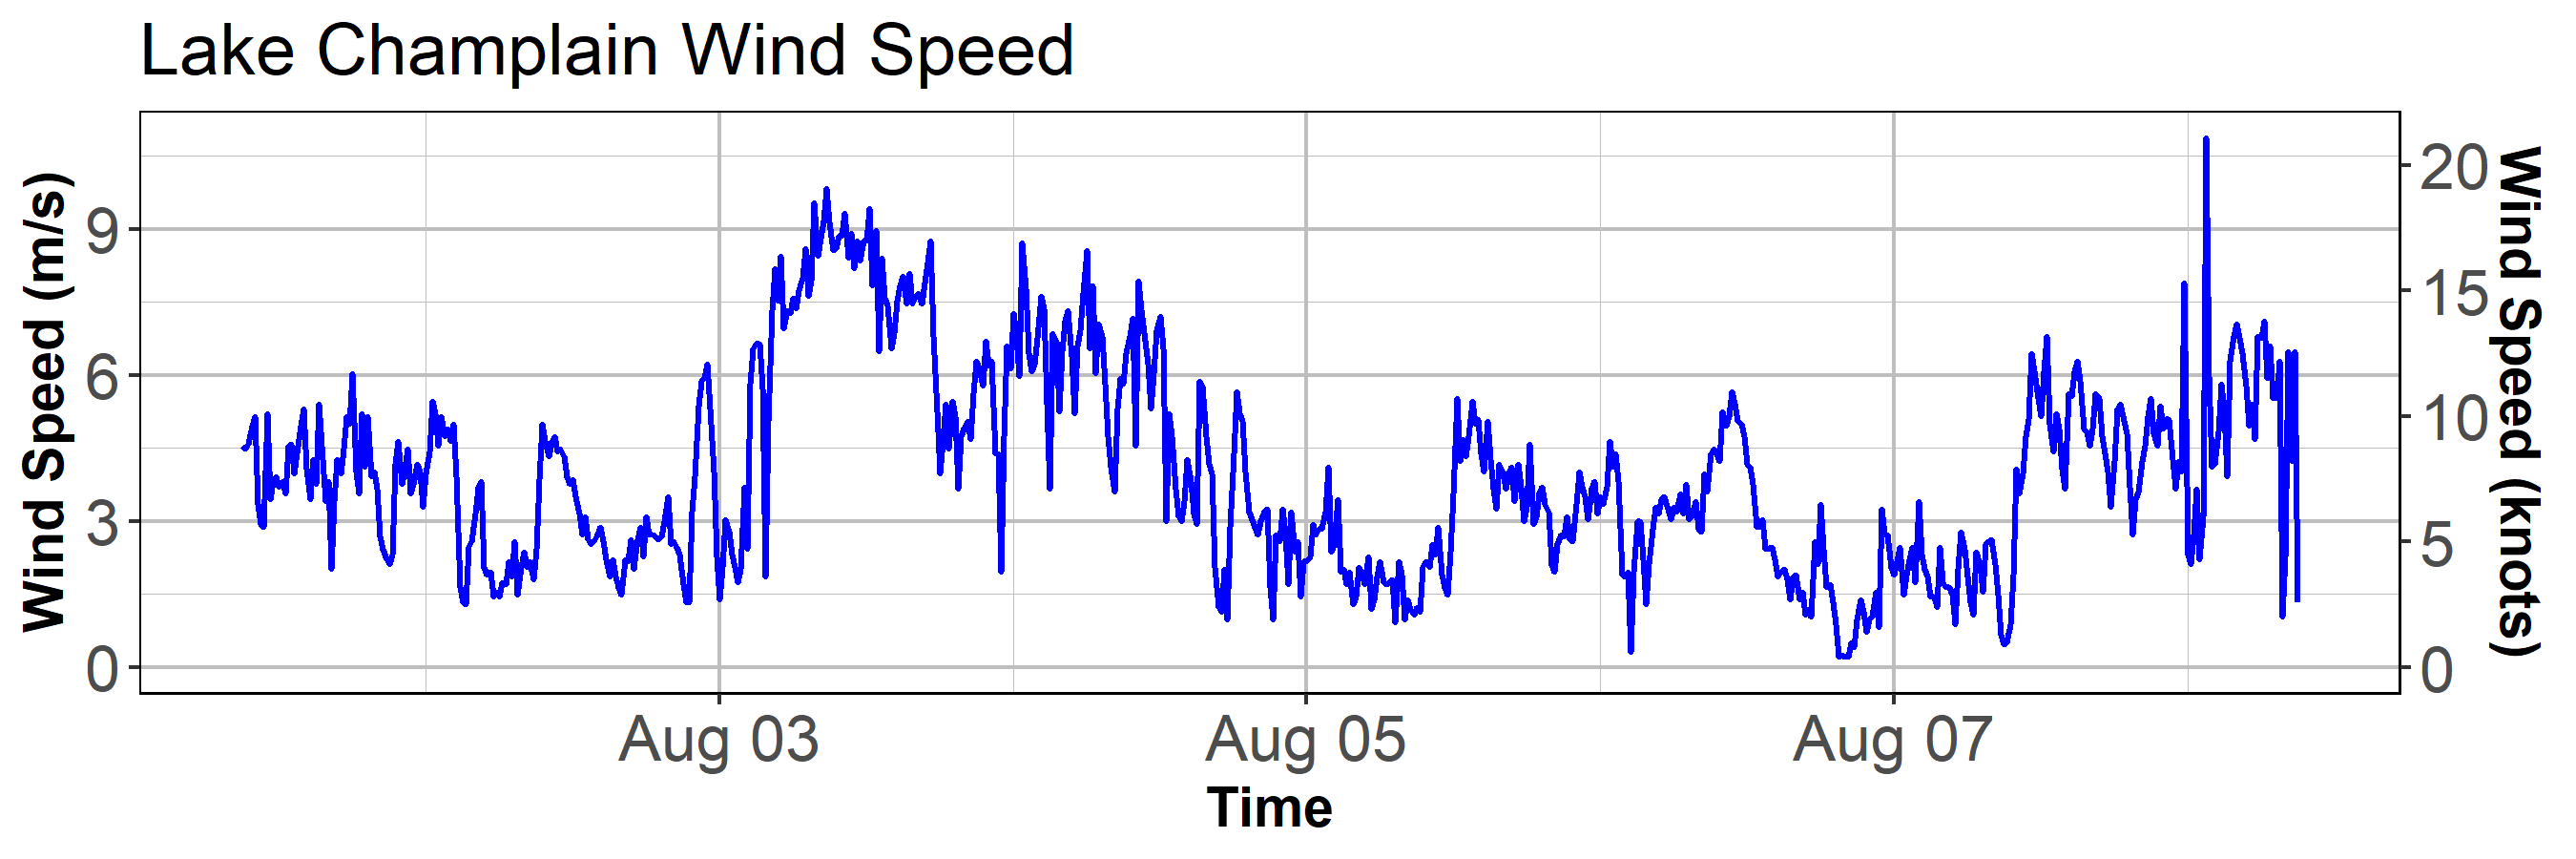 Lake Champlain Wind Speed
Wind Speed (m/s)
9
6
3
0
20
15
10
5
0
Wind Speed (knots)
Aug 03 Aug 05 Aug 07
Time